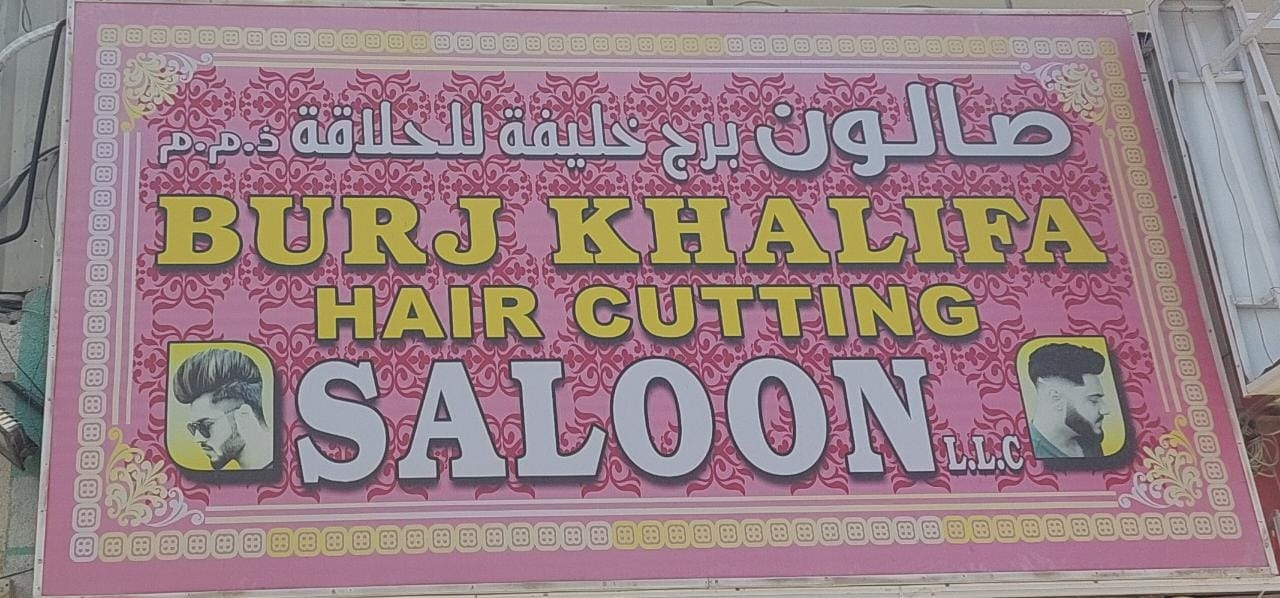 صالون برج خليفة للحلاقة ذ.م.م
BURJ KHALIFA
HAIR CUTTING
SALOON L.L.C